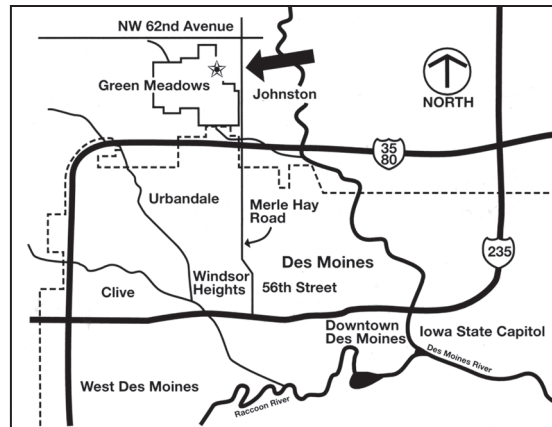 NW 62nd Avenue
Green Meadows
Johnston
NORTH
35
80
Urbandale
Merle Hay
Road
235
Des Moines
Windsor
Heights
56th Street
Clive
Downtown
Des Moines
Iowa State Capitol
Des Moines River
West Des Moines
Raccoon River